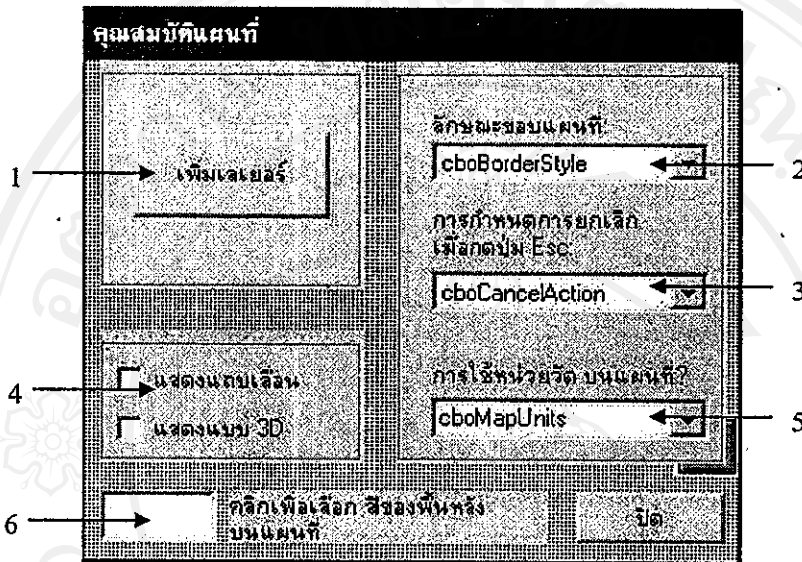 คุณสมบัติแผนที่
1
เพิ่มเลเยอร์
ลักษณะขอบแผนที่
cboBorderStyle
2
การกำหนดการยกเลิก
เมื่อกดปุ่ม Esc
cboCancelAction
3
4
แสดงแถบเลื่อน
แสดงแบบ 3D
การใช้หน่วยวัด บนแผนที่?
cboMapUnits
5
6
คลิกเพื่อเลือก สีของพื้นหลัง
บนแผนที่
ปิด